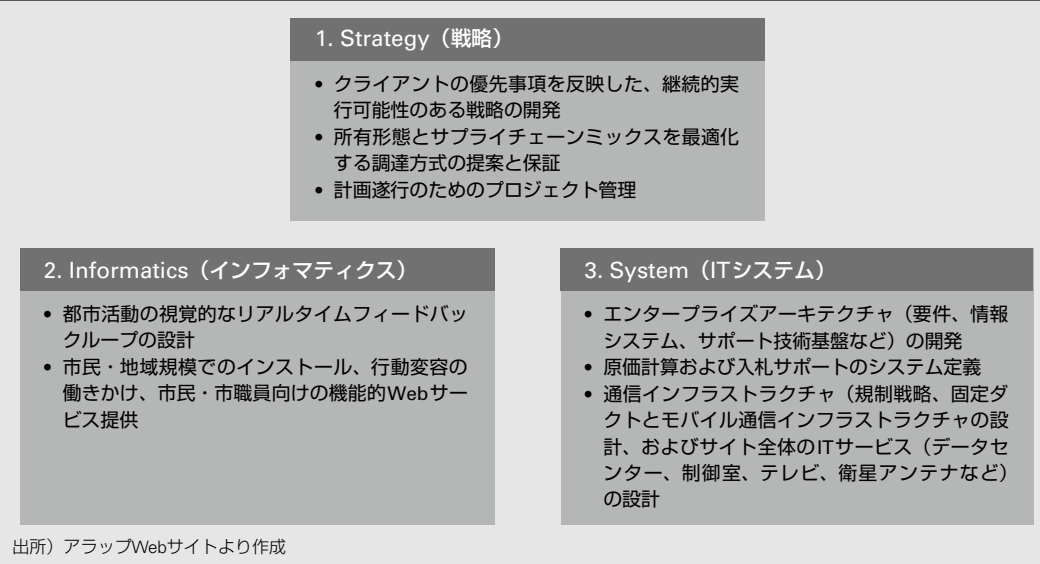 1. Strategy（戦略）
• クライアントの優先事項を反映した、継続的実
行可能性のある戦略の開発
• 所有形態とサプライチェーンミックスを最適化
する調達方式の提案と保証
• 計画遂行のためのプロジェクト管理
2. Informatics（インフォマティクス）
• 都市活動の視覚的なリアルタイムフィードバッ
クループの設計
• 市民・地域規模でのインストール、行動変容の
働きかけ、市民・市職員向けの機能的Webサー
ビス提供
3. System（ITシステム）
• エンタープライズアーキテクチャ（要件、情報
システム、サポート技術基盤など）の開発
• 原価計算および入札サポートのシステム定義
• 通信インフラストラクチャ（規制戦略、固定ダ
クトとモバイル通信インフラストラクチャの設
計、およびサイト全体のITサービス（データセ
ンター、制御室、テレビ、衛星アンテナなど）
の設計
出所）アラップWebサイトより作成